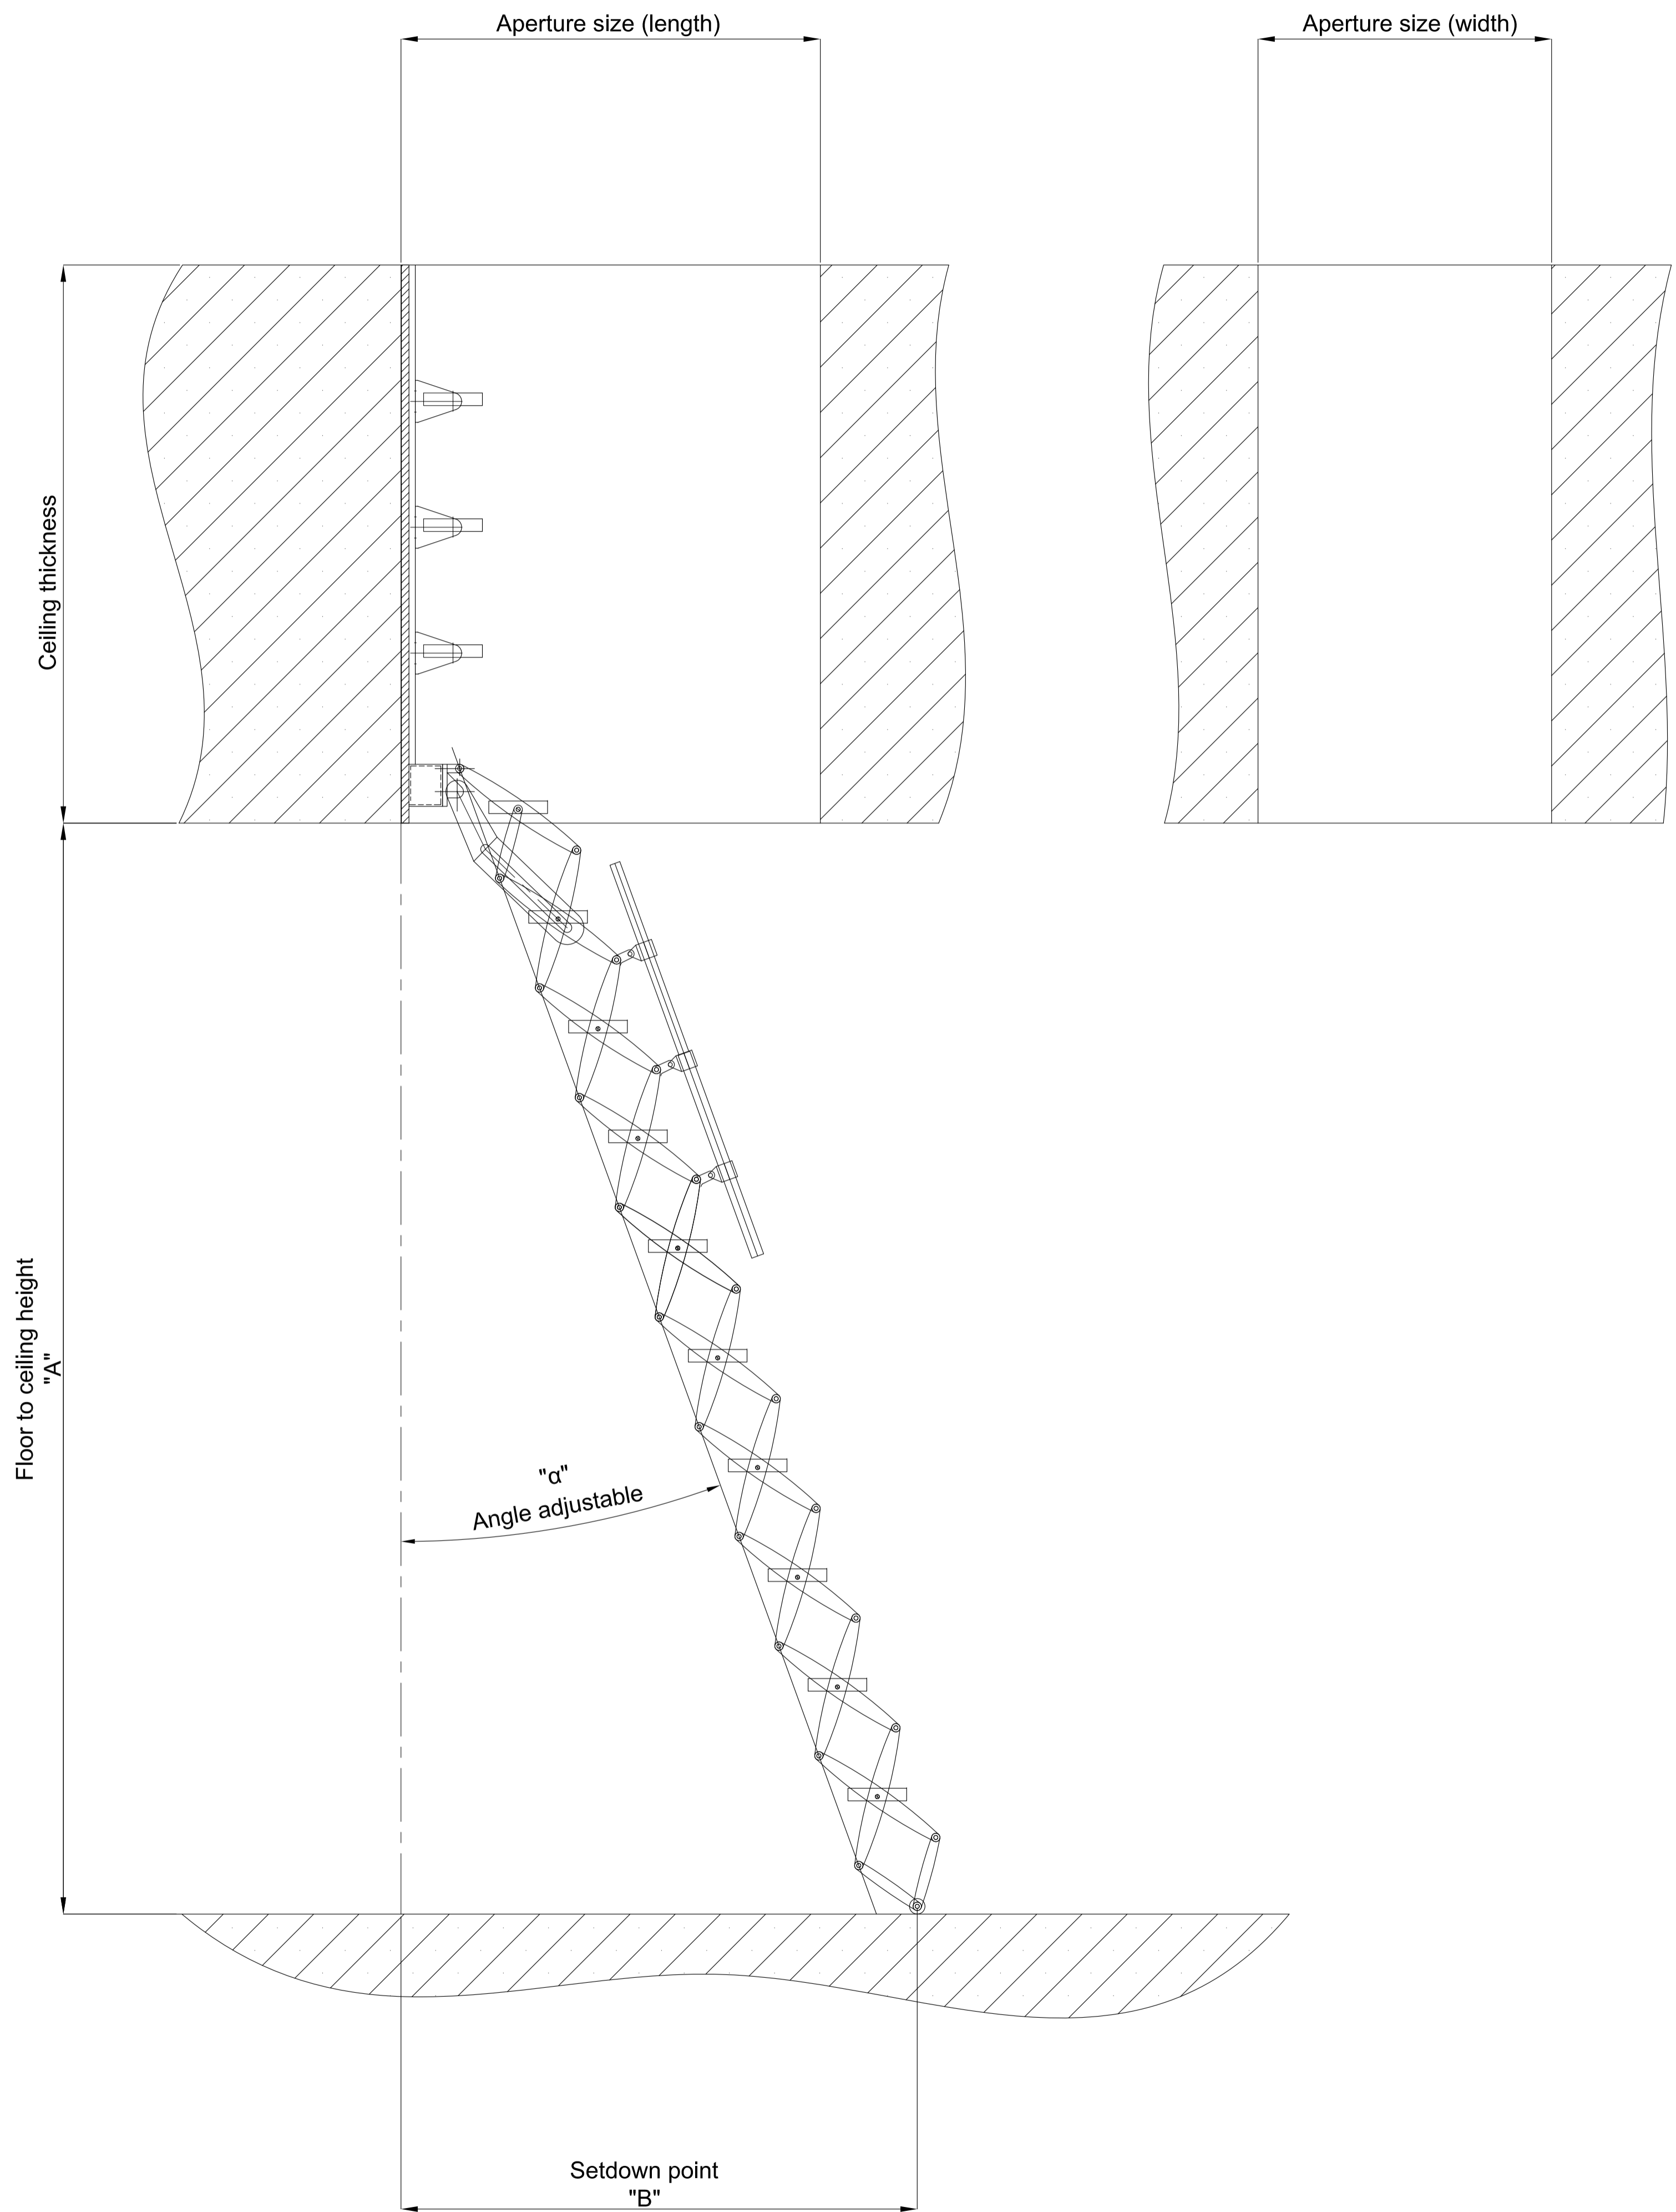 Aperture size (length)
Aperture size (width)
Ceiling thickness
Floor to ceiling height
"A"
"α"
Angle adjustable
Setdown point
"B"